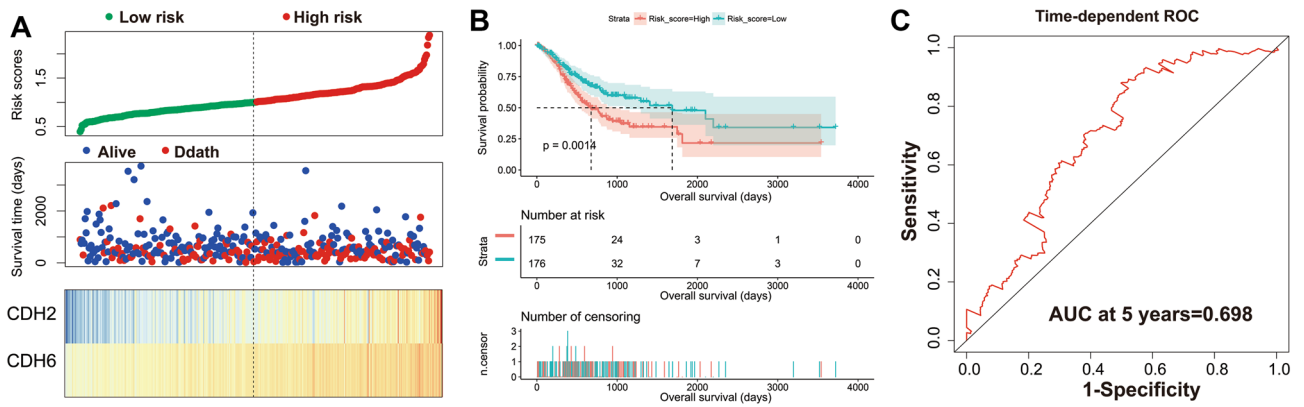 A
Low risk
High risk
Risk scores
1.5
0.5
Alive
Ddath
Survival time (days)
2000
0
CDH2
CDH6
B
Strata
Risk_score=High
Risk_score=Low
Survival probability
1.00
0.75
0.50
0.25
0.00
p = 0.0014
0
1000
2000
3000
4000
Overall survival (days)
Number at risk
Strata
175
24
3
1
0
176
32
7
3
0
0
1000
2000
3000
4000
Overall survival (days)
Number of censoring
n.censor
3
2
1
0
0
1000
2000
3000
4000
Overall survival (days)
C
Time-dependent ROC
Sensitivity
1.0
0.8
0.6
0.4
0.2
0.0
AUC at 5 years=0.698
0.0
0.2
0.4
0.6
0.8
1.0
1-Specificity